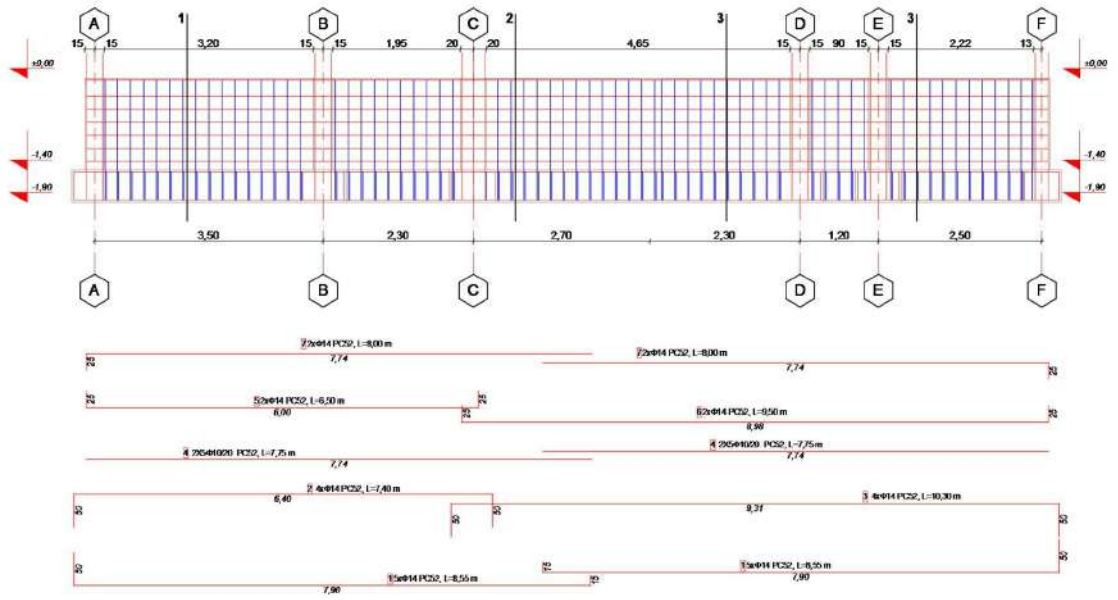 A B C D E F
1 2 3 3
15 15 3,20 15 15 1,95 20 20 4,65 15 15 90 15 15 2,22 13
±0,00 ±0,00
-1,40 -1,40
-1,90 -1,90
3,50 2,30 2,70 2,30 1,20 2,50
A B C D E F
7 2xΦ14 PC52, L=8,00 m
25 7,74
7 2xΦ14 PC52, L=8,00 m
7,74 25
25 5 2xΦ14 PC52, L=6,50 m 25
6,00
25 6 2xΦ14 PC52, L=9,50 m 25
8,98
4 2X5Φ10/20 PC52, L=7,75 m
7,74
4 2X5Φ10/20 PC52, L=7,75 m
7,74
2 4xΦ14 PC52, L=7,40 m
50 6,40 50
3 4xΦ14 PC52, L=10,30 m
50 9,31 50
50 1 5xΦ14 PC52, L=8,55 m 15
7,90
15 1 5xΦ14 PC52, L=8,55 m 50
7,90